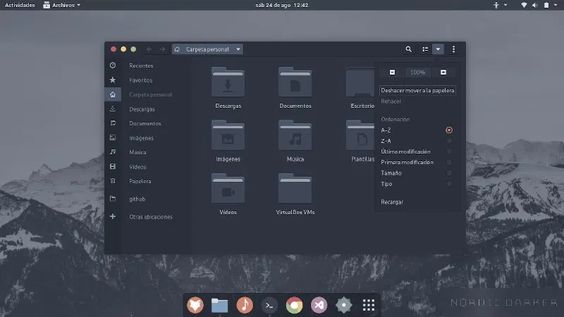 Actividades
Archivos
sáb 24 de ago 12:42
Carpeta personal
Recientes
Favoritos
Carpeta personal
Descargas
Documentos
Imágenes
Música
Vídeos
Papelera
github
Otras ubicaciones
Descargas
Documentos
Escritorio
Imágenes
Música
Plantillas
Vídeos
VirtualBox VMs
100%
Deshacer mover a la papelera
Rehacer
Ordenación
A-Z
Z-A
Última modificación
Primera modificación
Tamaño
Tipo
Recargar
NORDIC DARKER